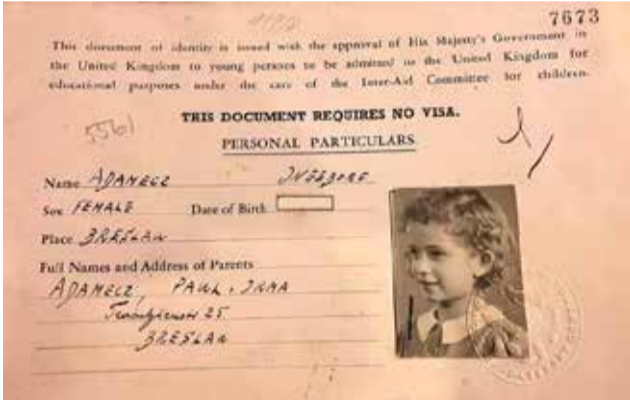 7673
This document of identity is issued with the approval of His Majesty's Government in
the United Kingdom to young persons to be admitted to the United Kingdom for
educational purposes under the care of the Inter-Aid Committee for children.
THIS DOCUMENT REQUIRES NO VISA.
5561
PERSONAL PARTICULARS.
Name ADAMECZ INGEBORG
Sex FEMALE Date of Birth
Place BRESLAU
Full Names and Address of Parents
ADAMECZ, PAUL + IRMA
25
BRESLAU